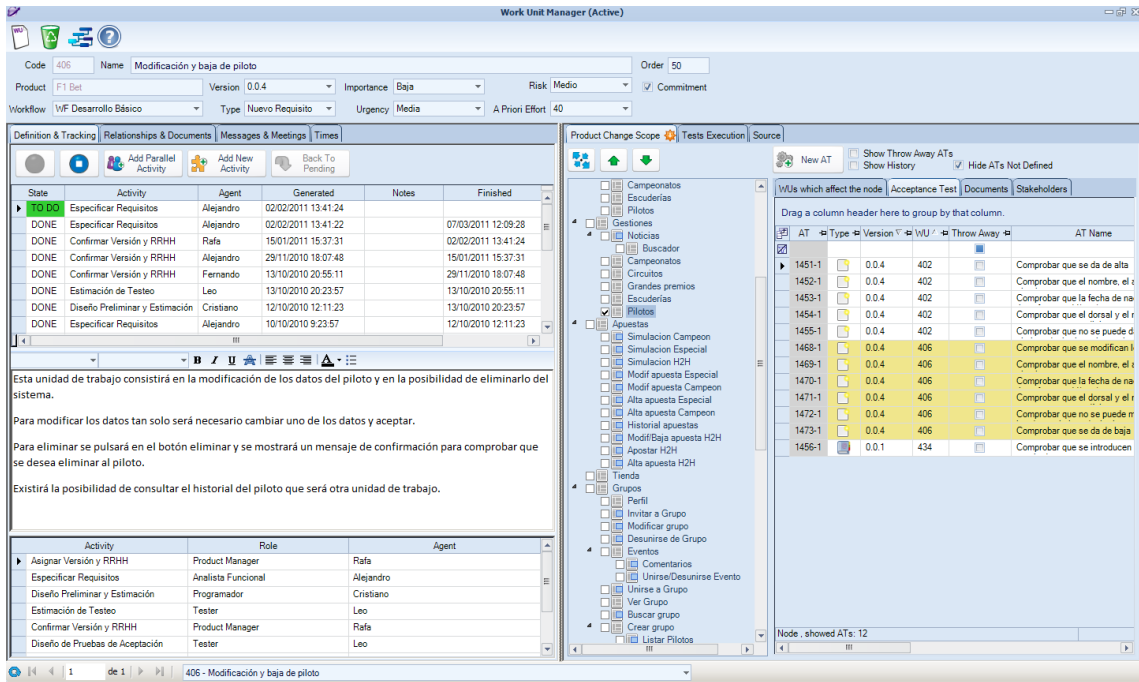 Work Unit Manager (Active)
WU
Code 406 Name Modificación y baja de piloto Order 50
Product F1 Bet Version 0.0.4 Importance Baja Risk Medio Commitment
Workflow WF Desarrollo Básico Type Nuevo Requisito Urgency Media A Priori Effort 40
Definition & Tracking Relationships & Documents Messages & Meetings Times
Add Parallel Activity Add New Activity Back To Pending
State Activity Agent Generated Notes Finished
TO DO Especificar Requisitos Alejandro 02/02/2011 13:41:24
DONE Especificar Requisitos Alejandro 02/02/2011 13:41:22 07/03/2011 12:09:28
DONE Confirmar Versión y RRHH Rafa 15/01/2011 15:37:31 02/02/2011 13:41:24
DONE Confirmar Versión y RRHH Alejandro 29/11/2010 18:07:48 15/01/2011 15:37:31
DONE Confirmar Versión y RRHH Fernando 13/10/2010 20:55:11 29/11/2010 18:07:48
DONE Estimación de Testeo Leo 13/10/2010 20:23:57 13/10/2010 20:55:11
DONE Diseño Preliminar y Estimación Cristiano 12/10/2010 12:11:23 13/10/2010 20:23:57
DONE Especificar Requisitos Alejandro 10/10/2010 9:23:57 12/10/2010 12:11:23
B I U A A
Esta unidad de trabajo consistirá en la modificación de los datos del piloto y en la posibilidad de eliminarlo del
sistema.
Para modificar los datos tan solo será necesario cambiar uno de los datos y aceptar.
Para eliminar se pulsará en el botón eliminar y se mostrará un mensaje de confirmación para comprobar que
se desea eliminar al piloto.
Existirá la posibilidad de consultar el historial del piloto que será otra unidad de trabajo.
Activity Role Agent
Asignar Versión y RRHH Product Manager Rafa
Especificar Requisitos Analista Funcional Alejandro
Diseño Preliminar y Estimación Programador Cristiano
Estimación de Testeo Tester Leo
Confirmar Versión y RRHH Product Manager Rafa
Diseño de Pruebas de Aceptación Tester Leo
Product Change Scope Tests Execution Source
Campeonatos
Escuderías
Pilotos
Gestiones
Noticias
Buscador
Campeonatos
Circuitos
Grandes premios
Escuderías
Pilotos
Apuestas
Simulacion Campeon
Simulacion Especial
Simulacion H2H
Modif apuesta Especial
Modif apuesta Campeon
Alta apuesta Especial
Alta apuesta Campeon
Historial apuestas
Modif/Baja apuesta H2H
Apostar H2H
Alta apuesta H2H
Tienda
Grupos
Perfil
Invitar a Grupo
Modificar grupo
Desunirse de Grupo
Eventos
Comentarios
Unirse/Desunirse Evento
Unirse a Grupo
Ver Grupo
Buscar grupo
Crear grupo
Listar Pilotos
New AT Show Throw Away ATs
Show History Hide ATs Not Defined
WUs which affect the node Acceptance Test Documents Stakeholders
Drag a column header here to group by that column.
AT Type Version WU Throw Away AT Name
1451-1 0.0.4 402 Comprobar que se da de alta
1452-1 0.0.4 402 Comprobar que el nombre, el a
1453-1 0.0.4 402 Comprobar que la fecha de na
1454-1 0.0.4 402 Comprobar que el dorsal y el r
1455-1 0.0.4 402 Comprobar que no se puede d
1468-1 0.0.4 406 Comprobar que se modifican l
1469-1 0.0.4 406 Comprobar que el nombre, el a
1470-1 0.0.4 406 Comprobar que la fecha de na
1471-1 0.0.4 406 Comprobar que el dorsal y el r
1472-1 0.0.4 406 Comprobar que no se puede m
1473-1 0.0.4 406 Comprobar que se da de baja
1456-1 0.0.1 434 Comprobar que se introducen
Node , showed ATs: 12
1 de 1 406 - Modificación y baja de piloto